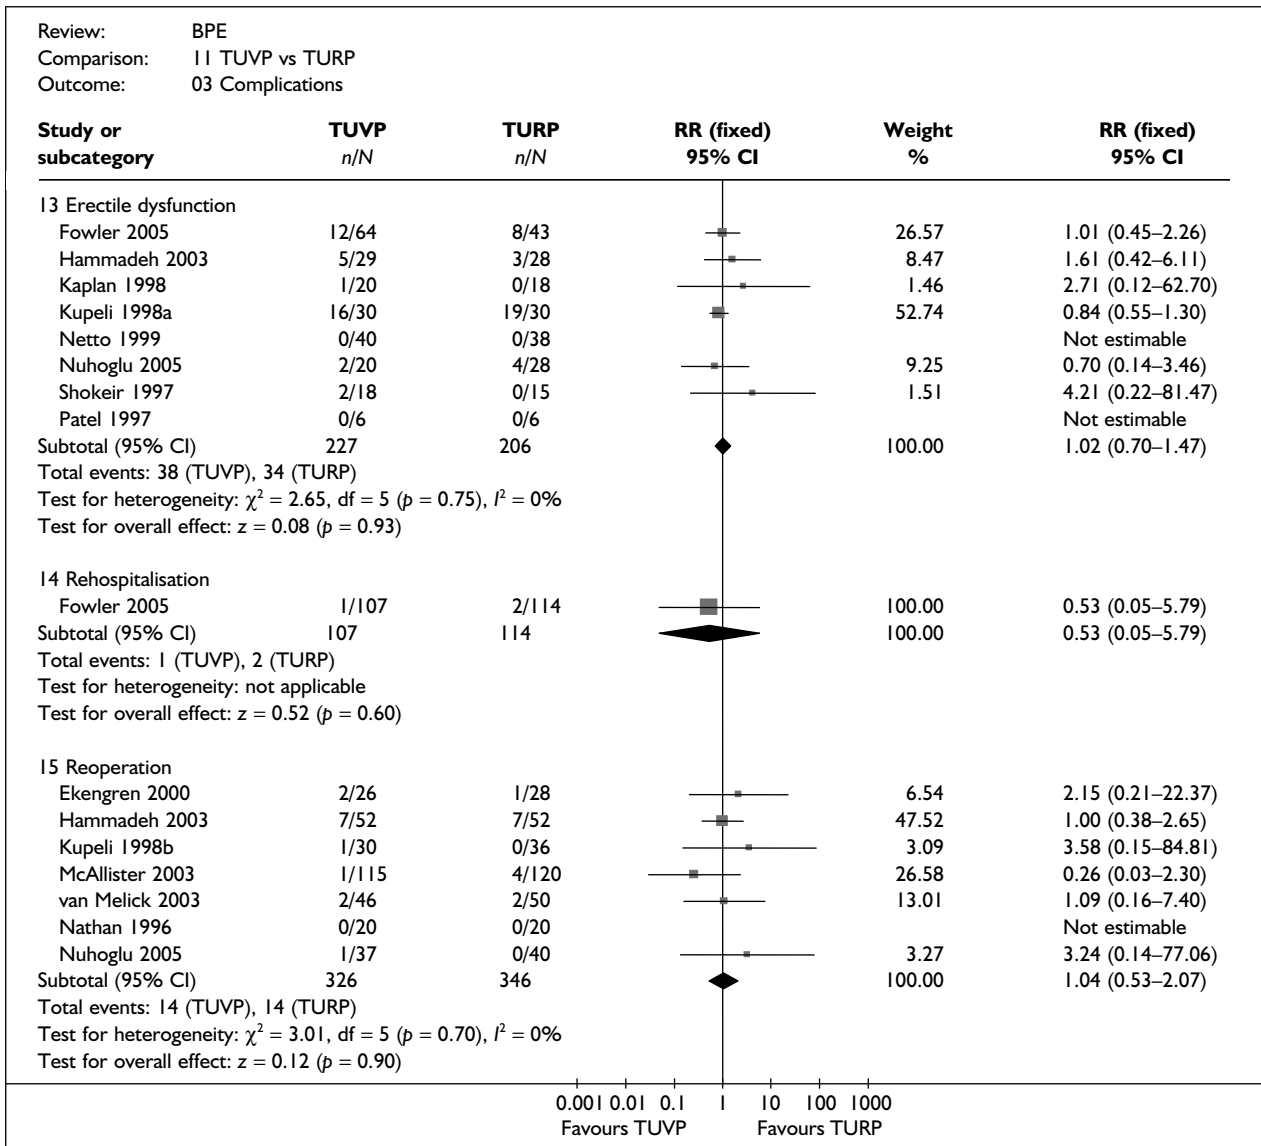 Review: BPE
Comparison: 11 TUVP vs TURP
Outcome: 03 Complications
Study or subcategory TUVP n/N TURP n/N RR (fixed) 95% CI Weight % RR (fixed) 95% CI
13 Erectile dysfunction
Fowler 2005 12/64 8/43 26.57 1.01 (0.45–2.26)
Hammadeh 2003 5/29 3/28 8.47 1.61 (0.42–6.11)
Kaplan 1998 1/20 0/18 1.46 2.71 (0.12–62.70)
Kupeli 1998a 16/30 19/30 52.74 0.84 (0.55–1.30)
Netto 1999 0/40 0/38 Not estimable
Nuhoglu 2005 2/20 4/28 9.25 0.70 (0.14–3.46)
Shokeir 1997 2/18 0/15 1.51 4.21 (0.22–81.47)
Patel 1997 0/6 0/6 Not estimable
Subtotal (95% CI) 227 206 100.00 1.02 (0.70–1.47)
Total events: 38 (TUVP), 34 (TURP)
Test for heterogeneity: χ² = 2.65, df = 5 (p = 0.75), I² = 0%
Test for overall effect: z = 0.08 (p = 0.93)
14 Rehospitalisation
Fowler 2005 1/107 2/114 100.00 0.53 (0.05–5.79)
Subtotal (95% CI) 107 114 100.00 0.53 (0.05–5.79)
Total events: 1 (TUVP), 2 (TURP)
Test for heterogeneity: not applicable
Test for overall effect: z = 0.52 (p = 0.60)
15 Reoperation
Ekengren 2000 2/26 1/28 6.54 2.15 (0.21–22.37)
Hammadeh 2003 7/52 7/52 47.52 1.00 (0.38–2.65)
Kupeli 1998b 1/30 0/36 3.09 3.58 (0.15–84.81)
McAllister 2003 1/115 4/120 26.58 0.26 (0.03–2.30)
van Melick 2003 2/46 2/50 13.01 1.09 (0.16–7.40)
Nathan 1996 0/20 0/20 Not estimable
Nuhoglu 2005 1/37 0/40 3.27 3.24 (0.14–77.06)
Subtotal (95% CI) 326 346 100.00 1.04 (0.53–2.07)
Total events: 14 (TUVP), 14 (TURP)
Test for heterogeneity: χ² = 3.01, df = 5 (p = 0.70), I² = 0%
Test for overall effect: z = 0.12 (p = 0.90)
0.001 0.01 0.1 1 10 100 1000
Favours TUVP Favours TURP